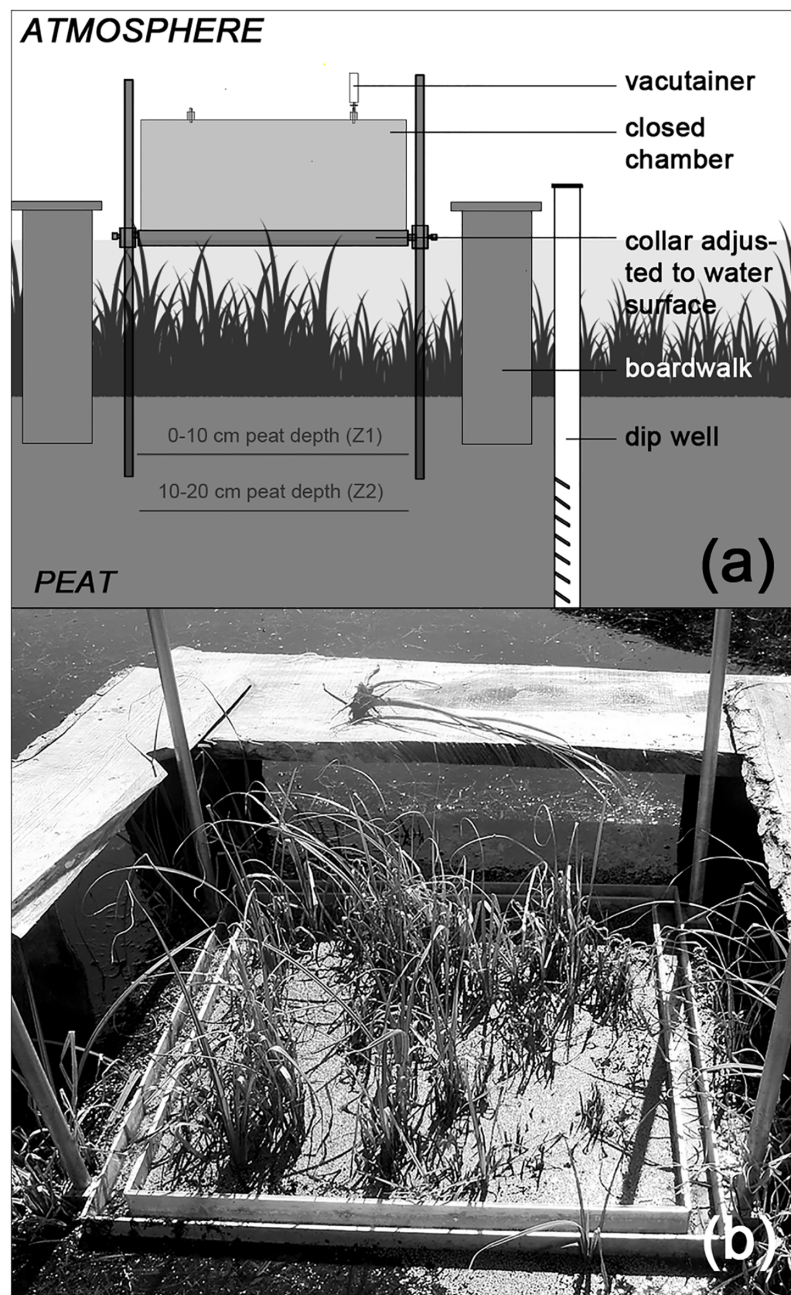 ATMOSPHERE
vacutainer
closed
chamber
collar adjus-
ted to water
surface
boardwalk
0-10 cm peat depth (Z1)
dip well
10-20 cm peat depth (Z2)
PEAT
(a)
(b)